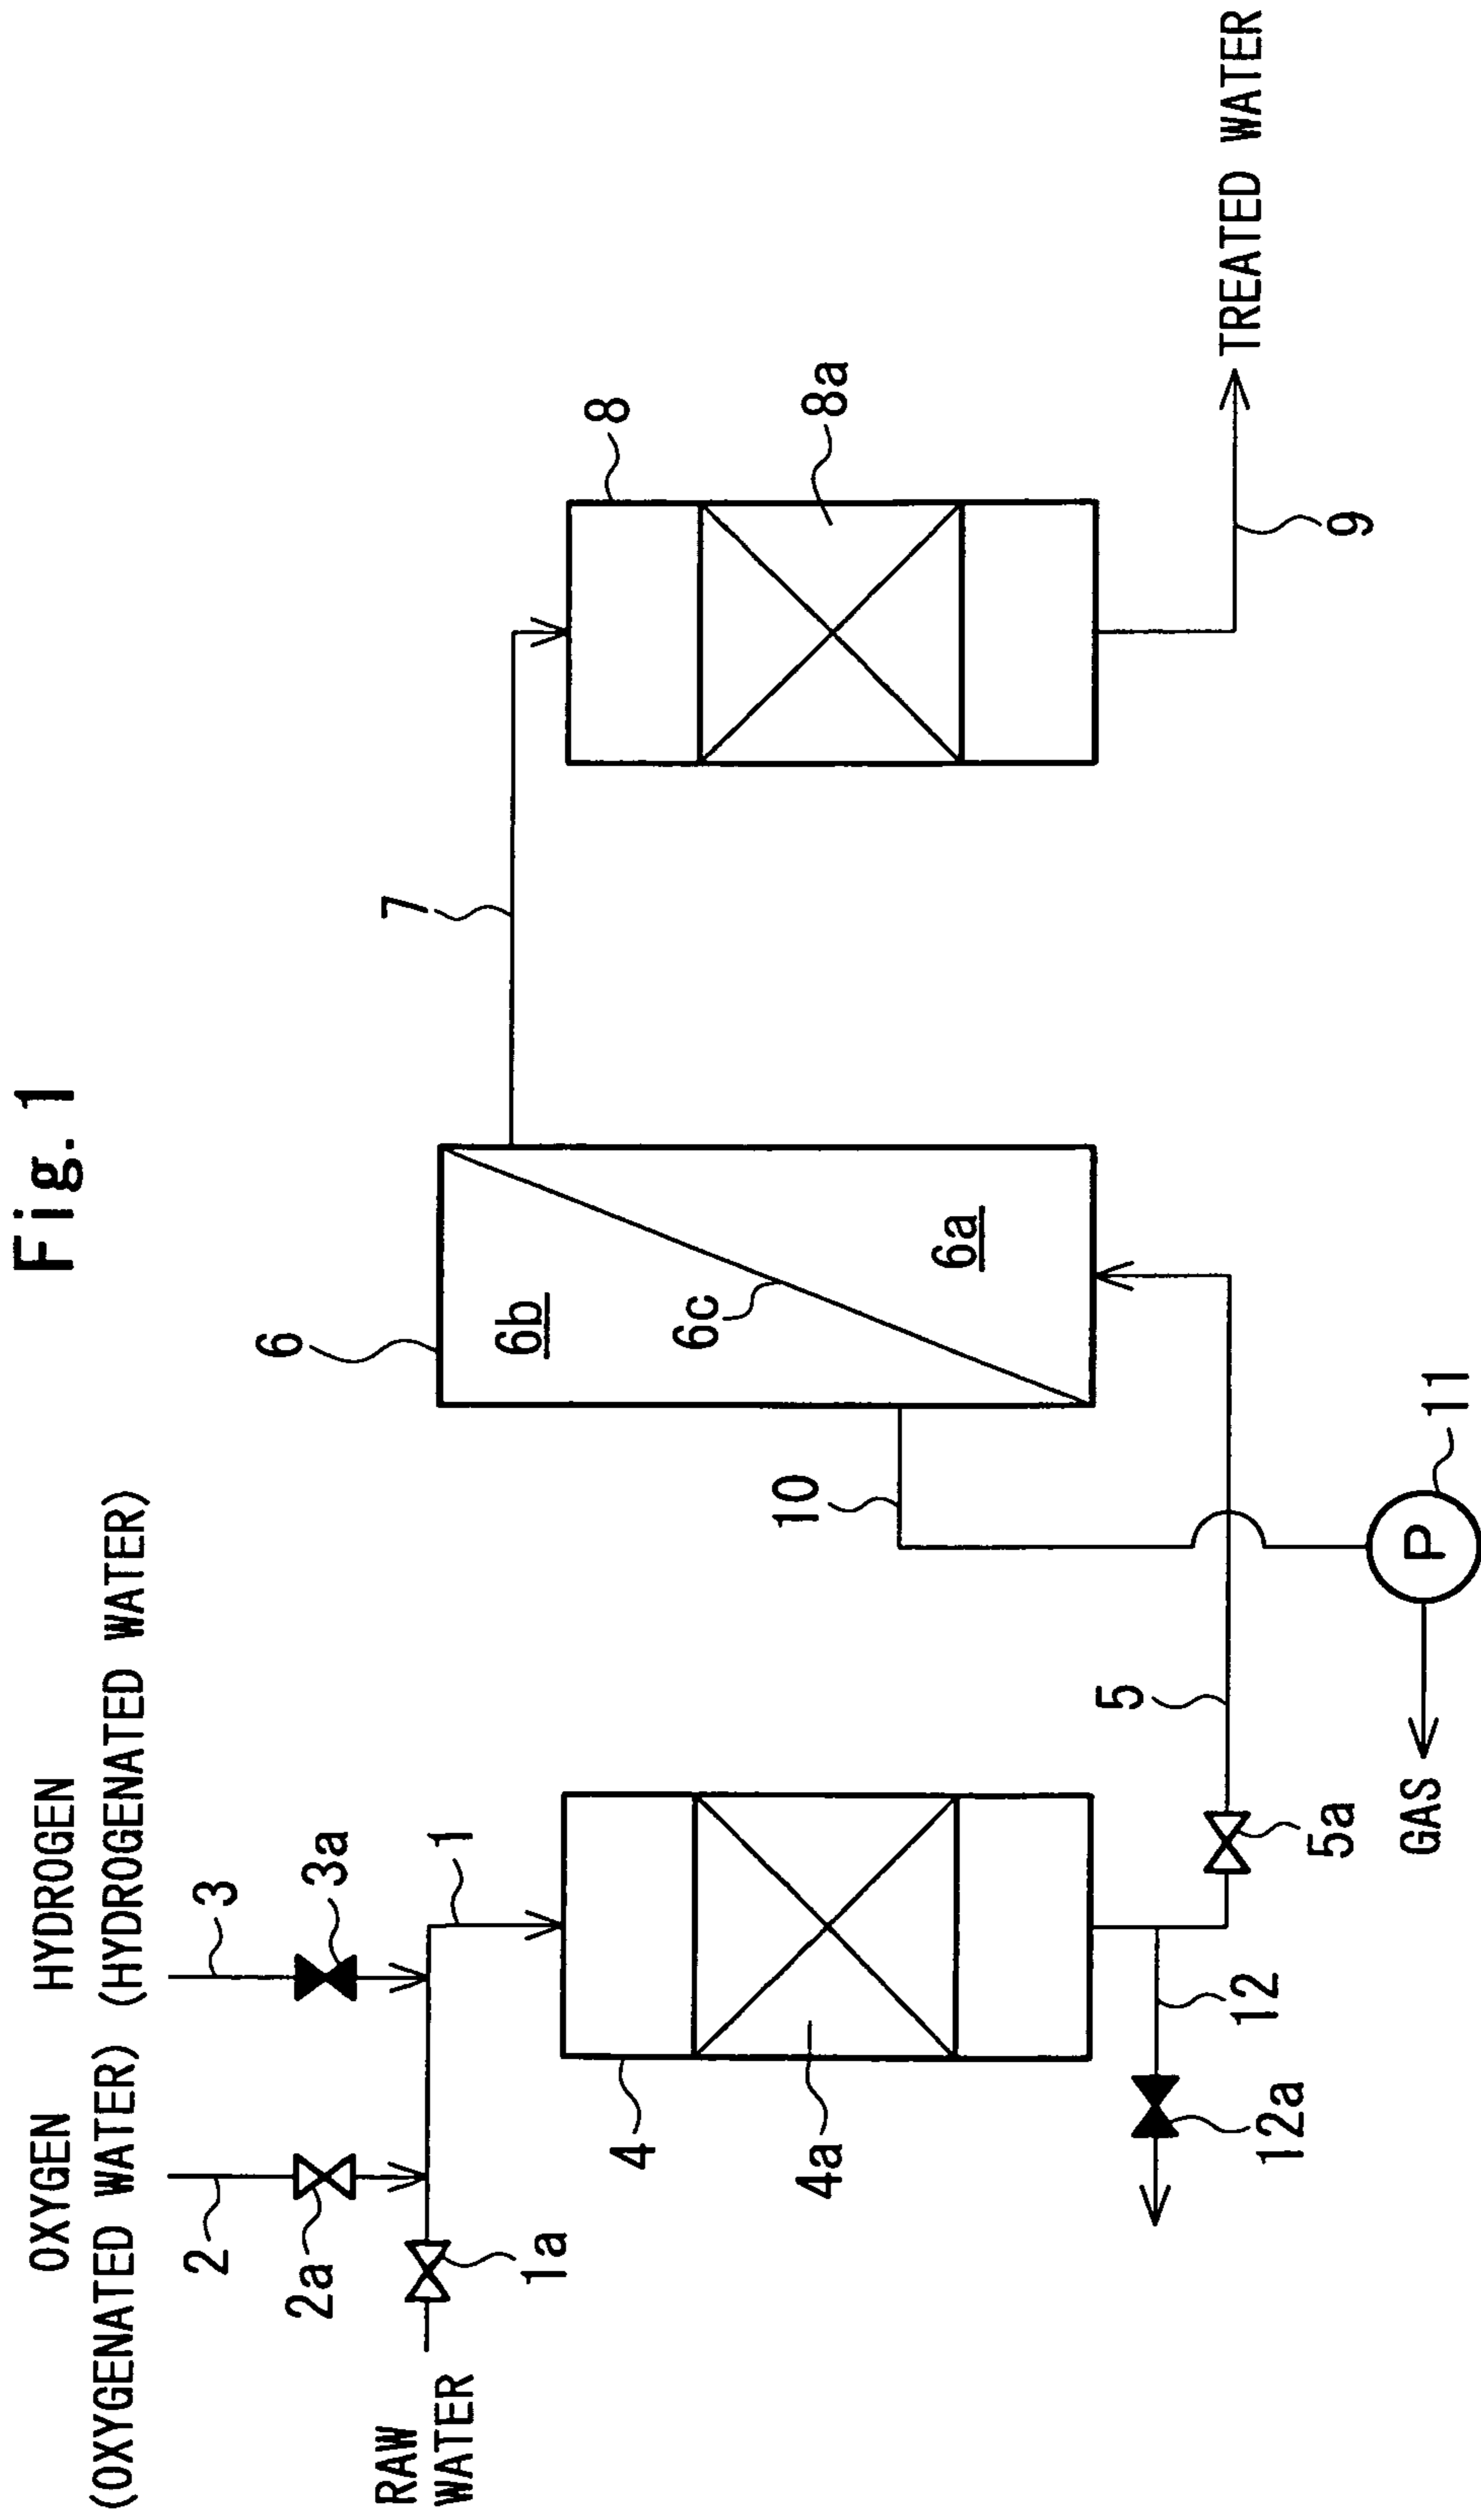 Fig. 1
OXYGEN
(OXYGENATED WATER)
HYDROGEN
(HYDROGENATED WATER)
2
3
2a
3a
6
RAW
WATER
1
7
1a
6b
8
4
6c
4a
10
8a
6a
5
TREATED WATER
12
12a
5a
9
GAS
P
11